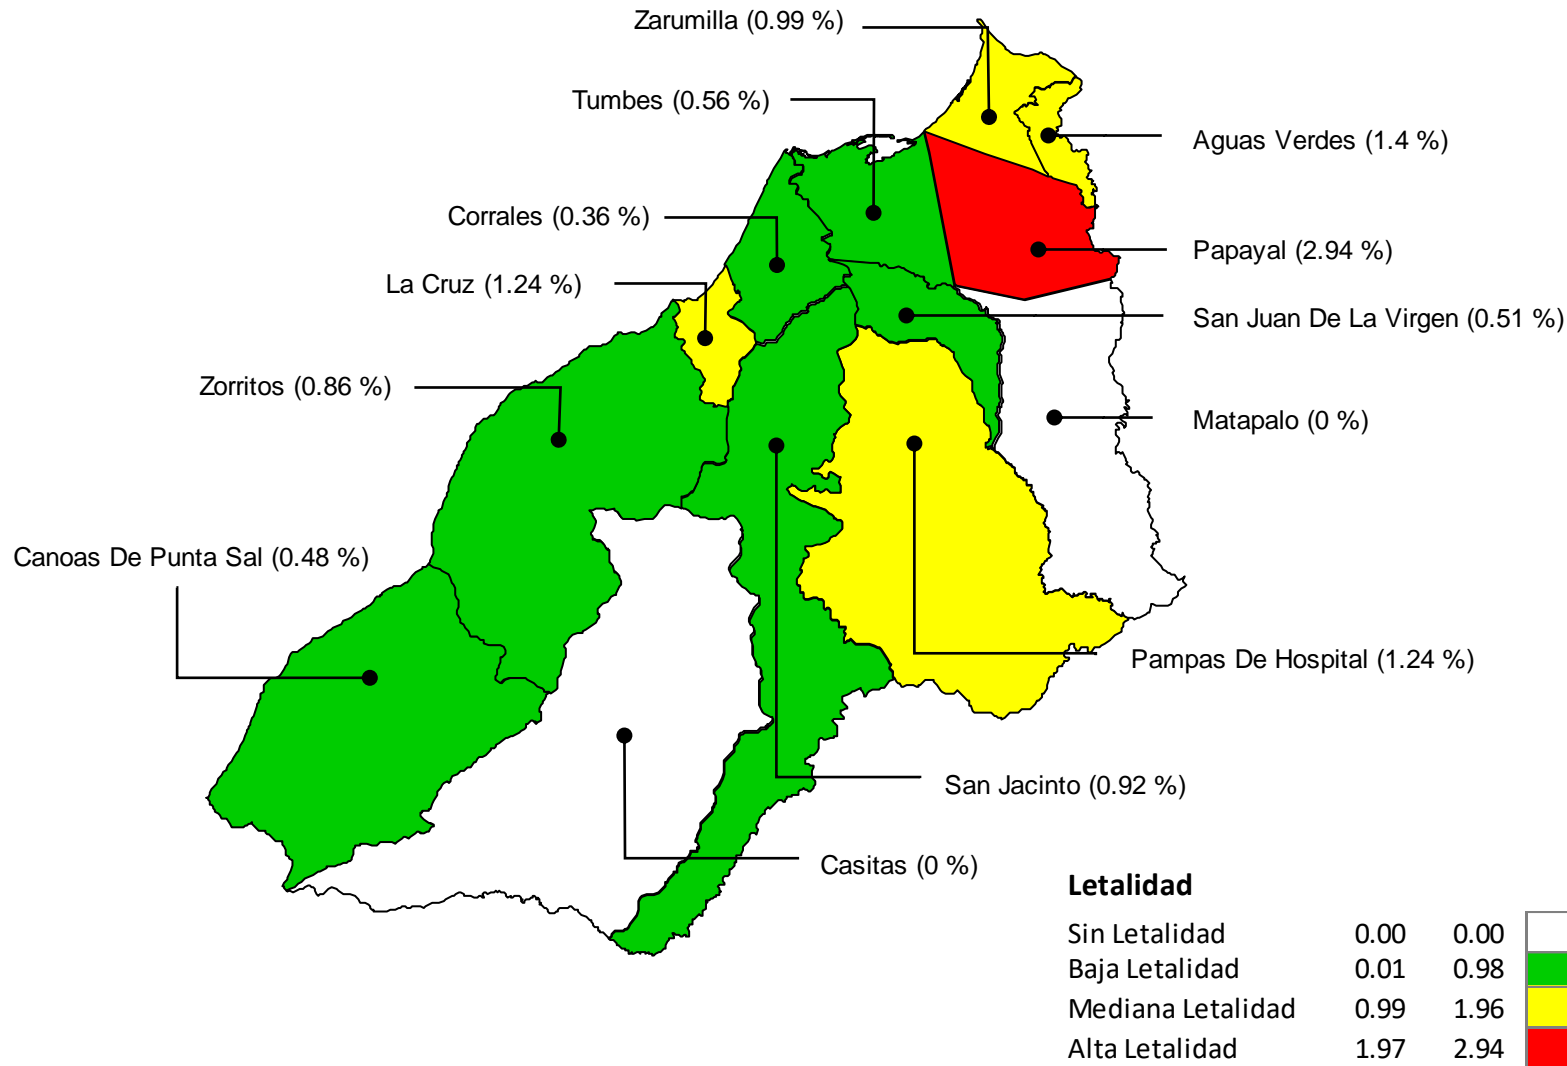 Zarumilla (0.99 %)
Tumbes (0.56 %)
Aguas Verdes (1.4 %)
Corrales (0.36 %)
Papayal (2.94 %)
La Cruz (1.24 %)
San Juan De La Virgen (0.51 %)
Zorritos (0.86 %)
Matapalo (0 %)
Canoas De Punta Sal (0.48 %)
Pampas De Hospital (1.24 %)
San Jacinto (0.92 %)
Casitas (0 %)
Letalidad
Sin Letalidad 0.00 0.00
Baja Letalidad 0.01 0.98
Mediana Letalidad 0.99 1.96
Alta Letalidad 1.97 2.94